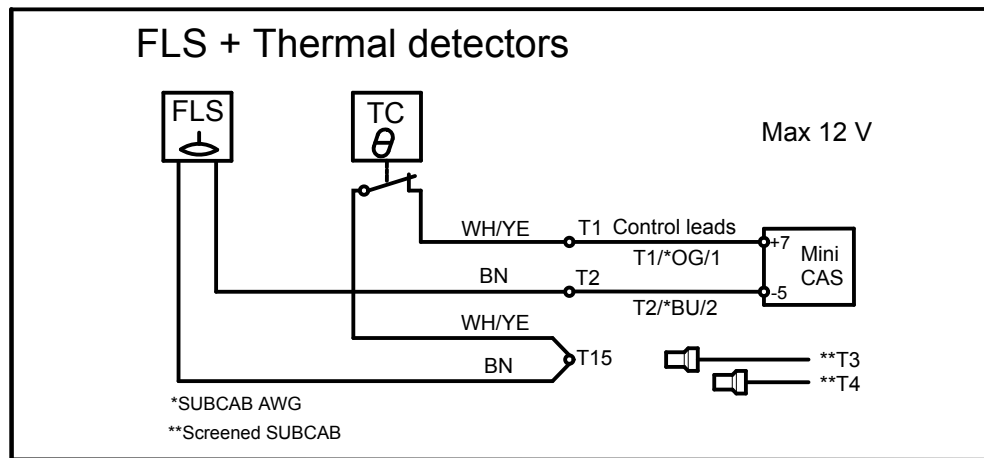 FLS + Thermal detectors
FLS
TC
θ
Max 12 V
WH/YE
T1
Control leads
+7
T1/*OG/1
Mini
CAS
BN
T2
-5
T2/*BU/2
WH/YE
T15
BN
**T3
**T4
*SUBCAB AWG
**Screened SUBCAB